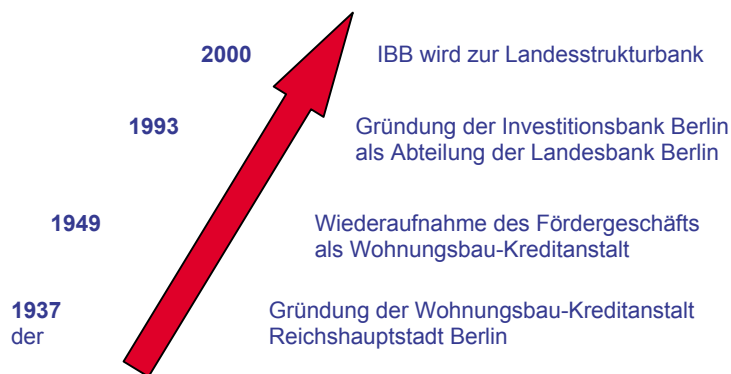 2000 IBB wird zur Landesstrukturbank
1993 Gründung der Investitionsbank Berlin
als Abteilung der Landesbank Berlin
1949 Wiederaufnahme des Fördergeschäfts
als Wohnungsbau-Kreditanstalt
1937 Gründung der Wohnungsbau-Kreditanstalt
der Reichshauptstadt Berlin